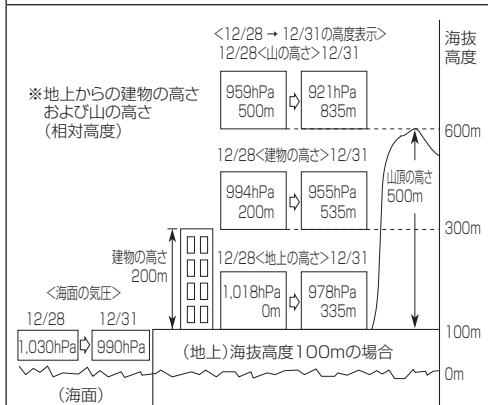 <12/28 → 12/31の高度表示>
12/28<山の高さ>12/31
海抜
高度
959hPa
500m
921hPa
835m
※地上からの建物の高さ
および山の高さ
(相対高度)
600m
12/28<建物の高さ>12/31
994hPa
200m
955hPa
535m
山頂の高さ
500m
300m
建物の高さ
200m
12/28<地上の高さ>12/31
1,018hPa
0m
978hPa
335m
<海面の気圧>
12/28
12/31
1,030hPa
990hPa
100m
(地上)海抜高度100mの場合
0m
(海面)